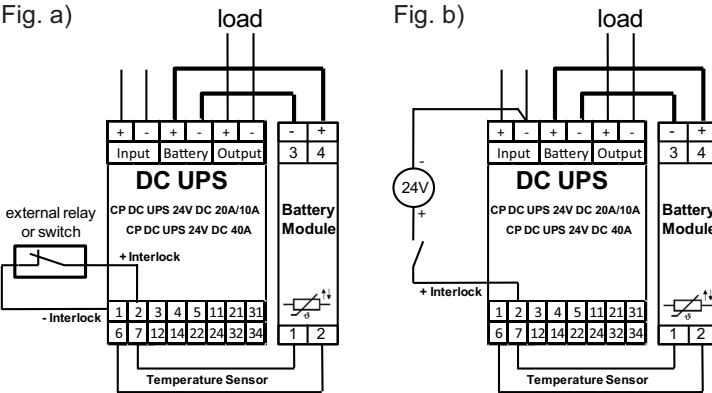 Fig. a)
load
+ - + - + -
Input Battery Output
- +
3 4
DC UPS
CP DC UPS 24V DC 20A/10A
CP DC UPS 24V DC 40A
Battery
Module
external relay
or switch
+ Interlock
- Interlock
1 2 3 4 5 11 21 31
6 7 12 14 22 24 32 34
ϑ
1 2
Temperature Sensor
Fig. b)
load
+ - + - + -
Input Battery Output
- +
3 4
-
24V
+
DC UPS
CP DC UPS 24V DC 20A/10A
CP DC UPS 24V DC 40A
Battery
Module
+ Interlock
1 2 3 4 5 11 21 31
6 7 12 14 22 24 32 34
ϑ
1 2
Temperature Sensor